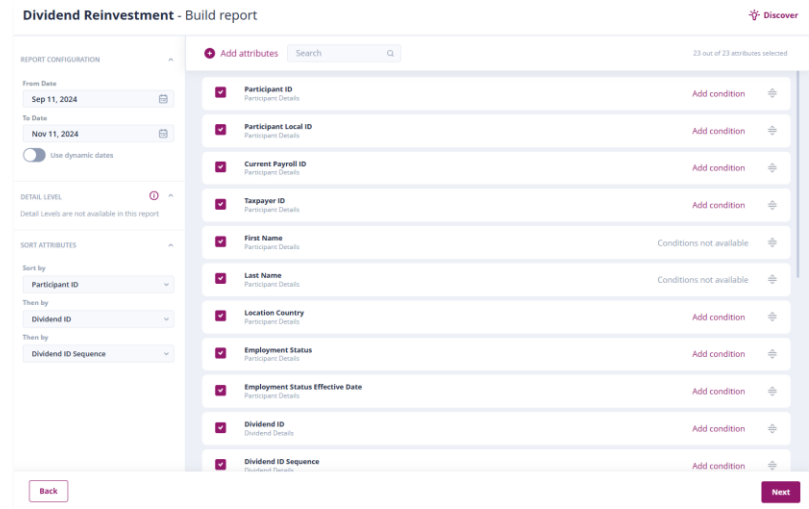 Dividend Reinvestment - Build report
Discover
REPORT CONFIGURATION
From Date
Sep 11, 2024
To Date
Nov 11, 2024
Use dynamic dates
DETAIL LEVEL
Detail Levels are not available in this report
SORT ATTRIBUTES
Sort by
Participant ID
Then by
Dividend ID
Then by
Dividend ID Sequence
Add attributes
Search
23 out of 23 attributes selected
Participant ID
Participant Details
Add condition
Participant Local ID
Participant Details
Add condition
Current Payroll ID
Participant Details
Add condition
Taxpayer ID
Participant Details
Add condition
First Name
Participant Details
Conditions not available
Last Name
Participant Details
Conditions not available
Location Country
Participant Details
Add condition
Employment Status
Participant Details
Add condition
Employment Status Effective Date
Participant Details
Add condition
Dividend ID
Dividend Details
Add condition
Dividend ID Sequence
Dividend Details
Add condition
Back
Next